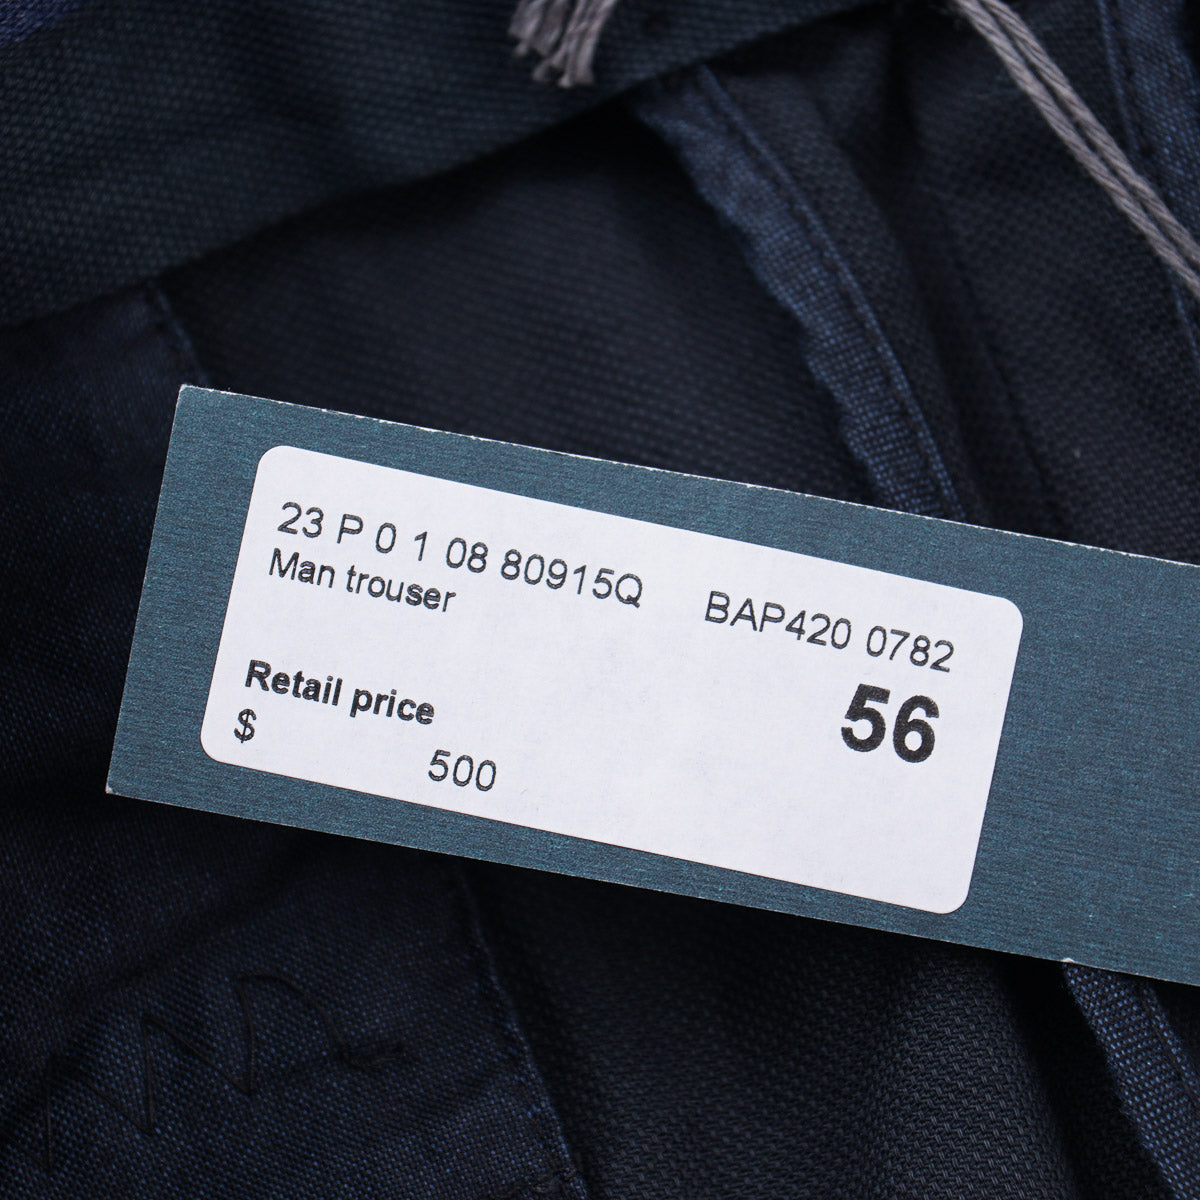 23 P 0 1 08 80915Q BAP420 0782
Man trouser
56
Retail price
$
500